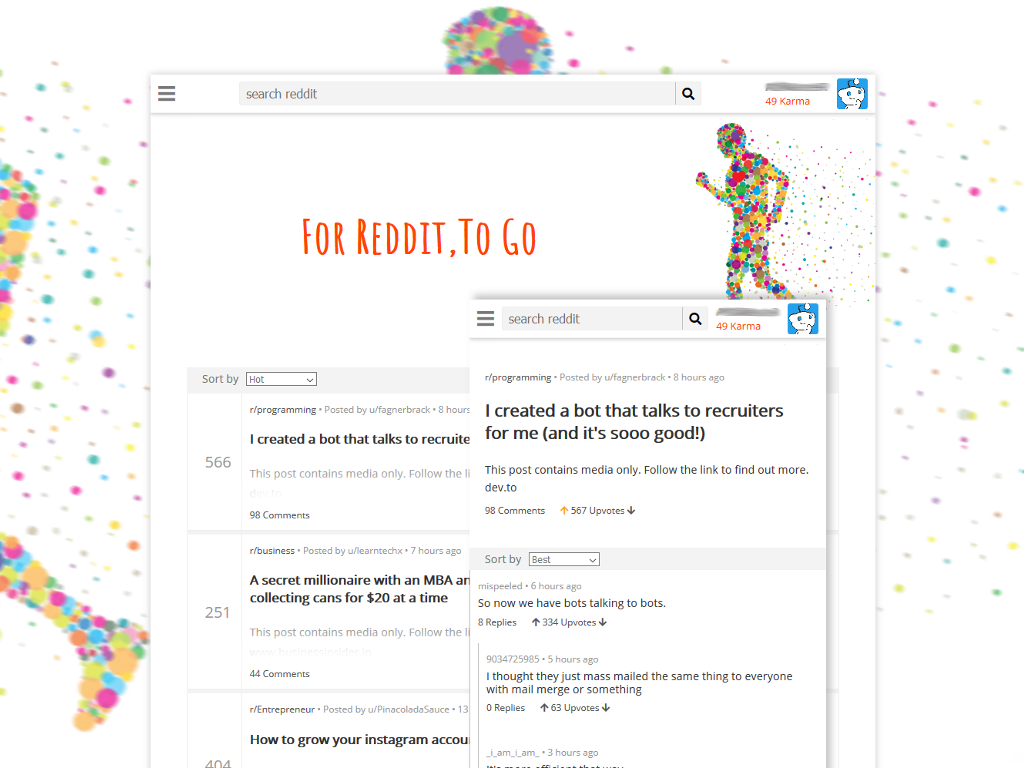 search reddit
49 Karma
For Reddit,To Go
Sort by Hot
r/programming • Posted by u/fagnerbrack • 8 hours
I created a bot that talks to recruite
566
This post contains media only. Follow the li
dev.to
98 Comments
r/business • Posted by u/learntechx • 7 hours ago
A secret millionaire with an MBA an
collecting cans for $20 at a time
251
This post contains media only. Follow the li
www.businessinsider.in
44 Comments
r/Entrepreneur • Posted by u/PinacoladaSauce • 13
How to grow your instagram accou
404
search reddit
49 Karma
r/programming • Posted by u/fagnerbrack • 8 hours ago
I created a bot that talks to recruiters
for me (and it's sooo good!)
This post contains media only. Follow the link to find out more.
dev.to
98 Comments 567 Upvotes
Sort by Best
mispeeled • 6 hours ago
So now we have bots talking to bots.
8 Replies 334 Upvotes
9034725985 • 5 hours ago
I thought they just mass mailed the same thing to everyone
with mail merge or something
0 Replies 63 Upvotes
_i_am_i_am_ • 3 hours ago
It's more efficient that way